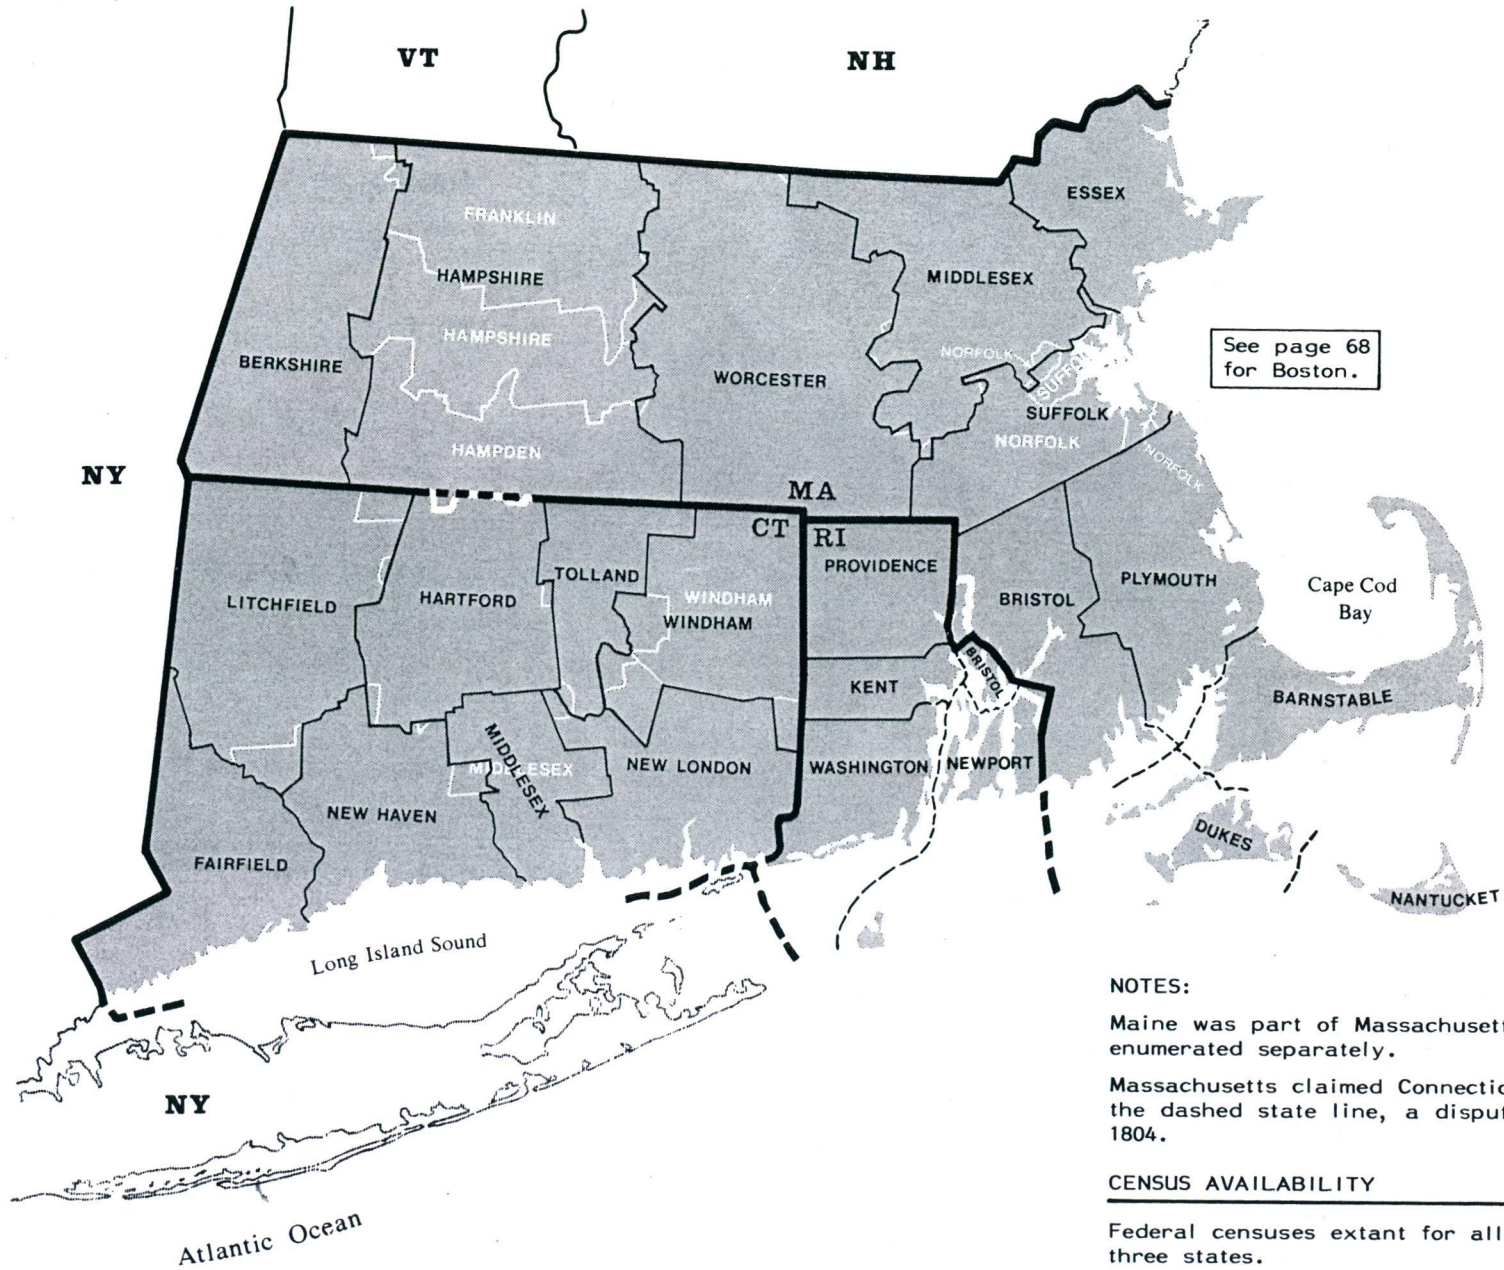 VT
NH
ESSEX
FRANKLIN
HAMPSHIRE
MIDDLESEX
HAMPSHIRE
See page 68
for Boston.
BERKSHIRE
WORCESTER
NORFOLK
SUFFOLK
SUFFOLK
NORFOLK
HAMPDEN
NORFOLK
NY
MA
CT
RI
PROVIDENCE
TOLLAND
PLYMOUTH
Cape Cod
Bay
LITCHFIELD
HARTFORD
WINDHAM
WINDHAM
BRISTOL
BRISTOL
KENT
BARNSTABLE
MIDDLESEX
MIDDLESEX
NEW LONDON
WASHINGTON
NEWPORT
NEW HAVEN
DUKES
FAIRFIELD
NANTUCKET
Long Island Sound
NOTES:
Maine was part of Massachusett
enumerated separately.
Massachusetts claimed Connectic
the dashed state line, a disput
1804.
NY
CENSUS AVAILABILITY
Federal censuses extant for all
three states.
Atlantic Ocean